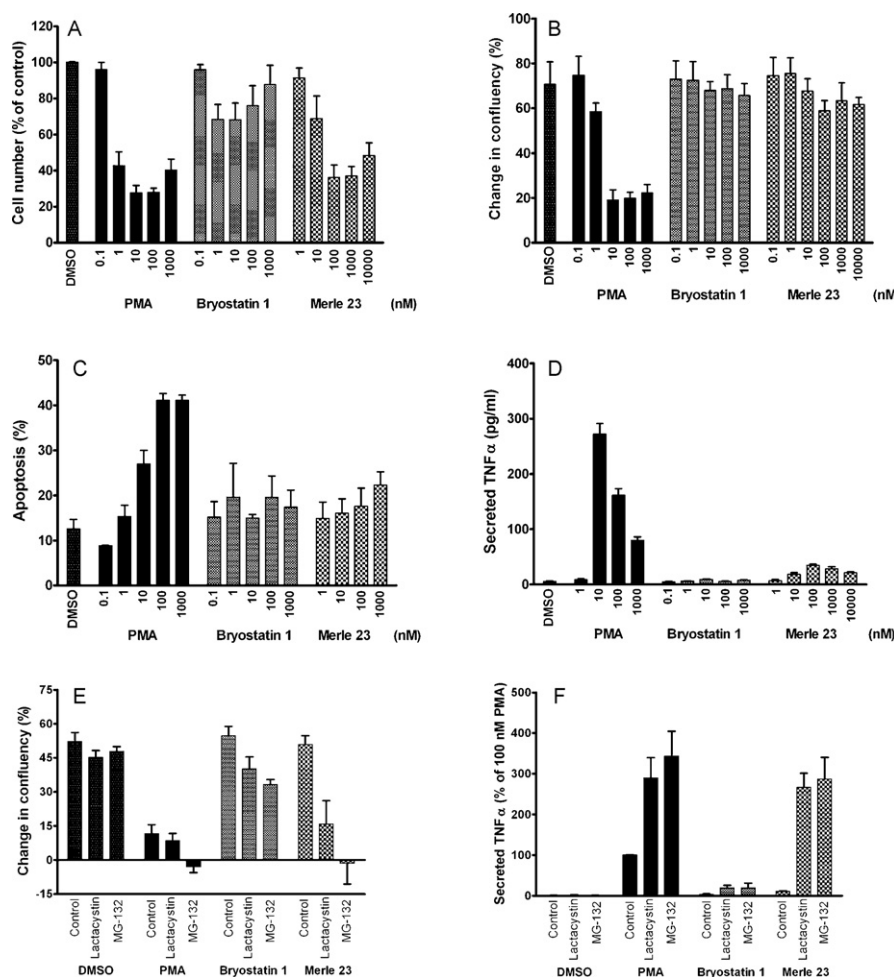 A
Cell number (% of control)
120
100
80
60
40
20
0
DMSO
0.1
1
10
100
1000
0.1
1
10
100
1000
1
10
100
1000
10000
PMA Bryostatin 1 Merle 23 (nM)
B
Change in confluency (%)
100
80
60
40
20
0
DMSO
0.1
1
10
100
1000
0.1
1
10
100
1000
0.1
1
10
100
1000
10000
PMA Bryostatin 1 Merle 23 (nM)
C
Apoptosis (%)
50
40
30
20
10
0
DMSO
0.1
1
10
100
1000
0.1
1
10
100
1000
1
10
100
1000
PMA Bryostatin 1 Merle 23 (nM)
D
Secreted TNFα (pg/ml)
400
300
200
100
0
DMSO
1
10
100
1000
0.1
1
10
100
1000
1
10
100
1000
10000
PMA Bryostatin 1 Merle 23 (nM)
E
Change in confluency (%)
75
60
45
30
15
0
-15
Control
Lactacystin
MG-132
Control
Lactacystin
MG-132
Control
Lactacystin
MG-132
Control
Lactacystin
MG-132
DMSO PMA Bryostatin 1 Merle 23
F
Secreted TNFα (% of 100 nM PMA)
500
400
300
200
100
0
Control
Lactacystin
MG-132
Control
Lactacystin
MG-132
Control
Lactacystin
MG-132
Control
Lactacystin
MG-132
DMSO PMA Bryostatin 1 Merle 23